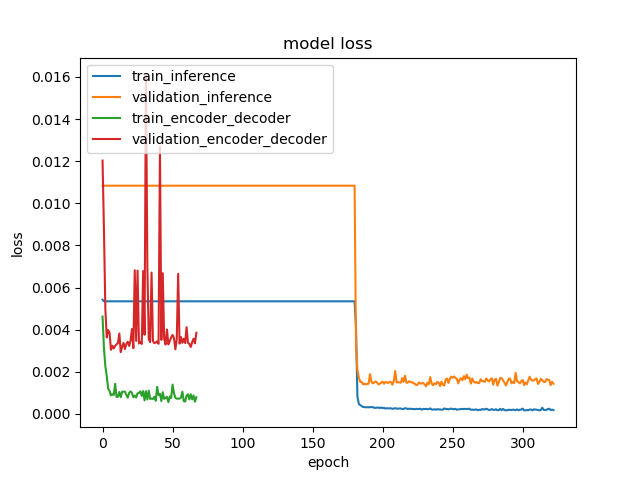 model loss
train_inference
validation_inference
train_encoder_decoder
validation_encoder_decoder
0.016
0.014
0.012
0.010
0.008
0.006
0.004
0.002
0.000
loss
0
50
100
150
200
250
300
epoch